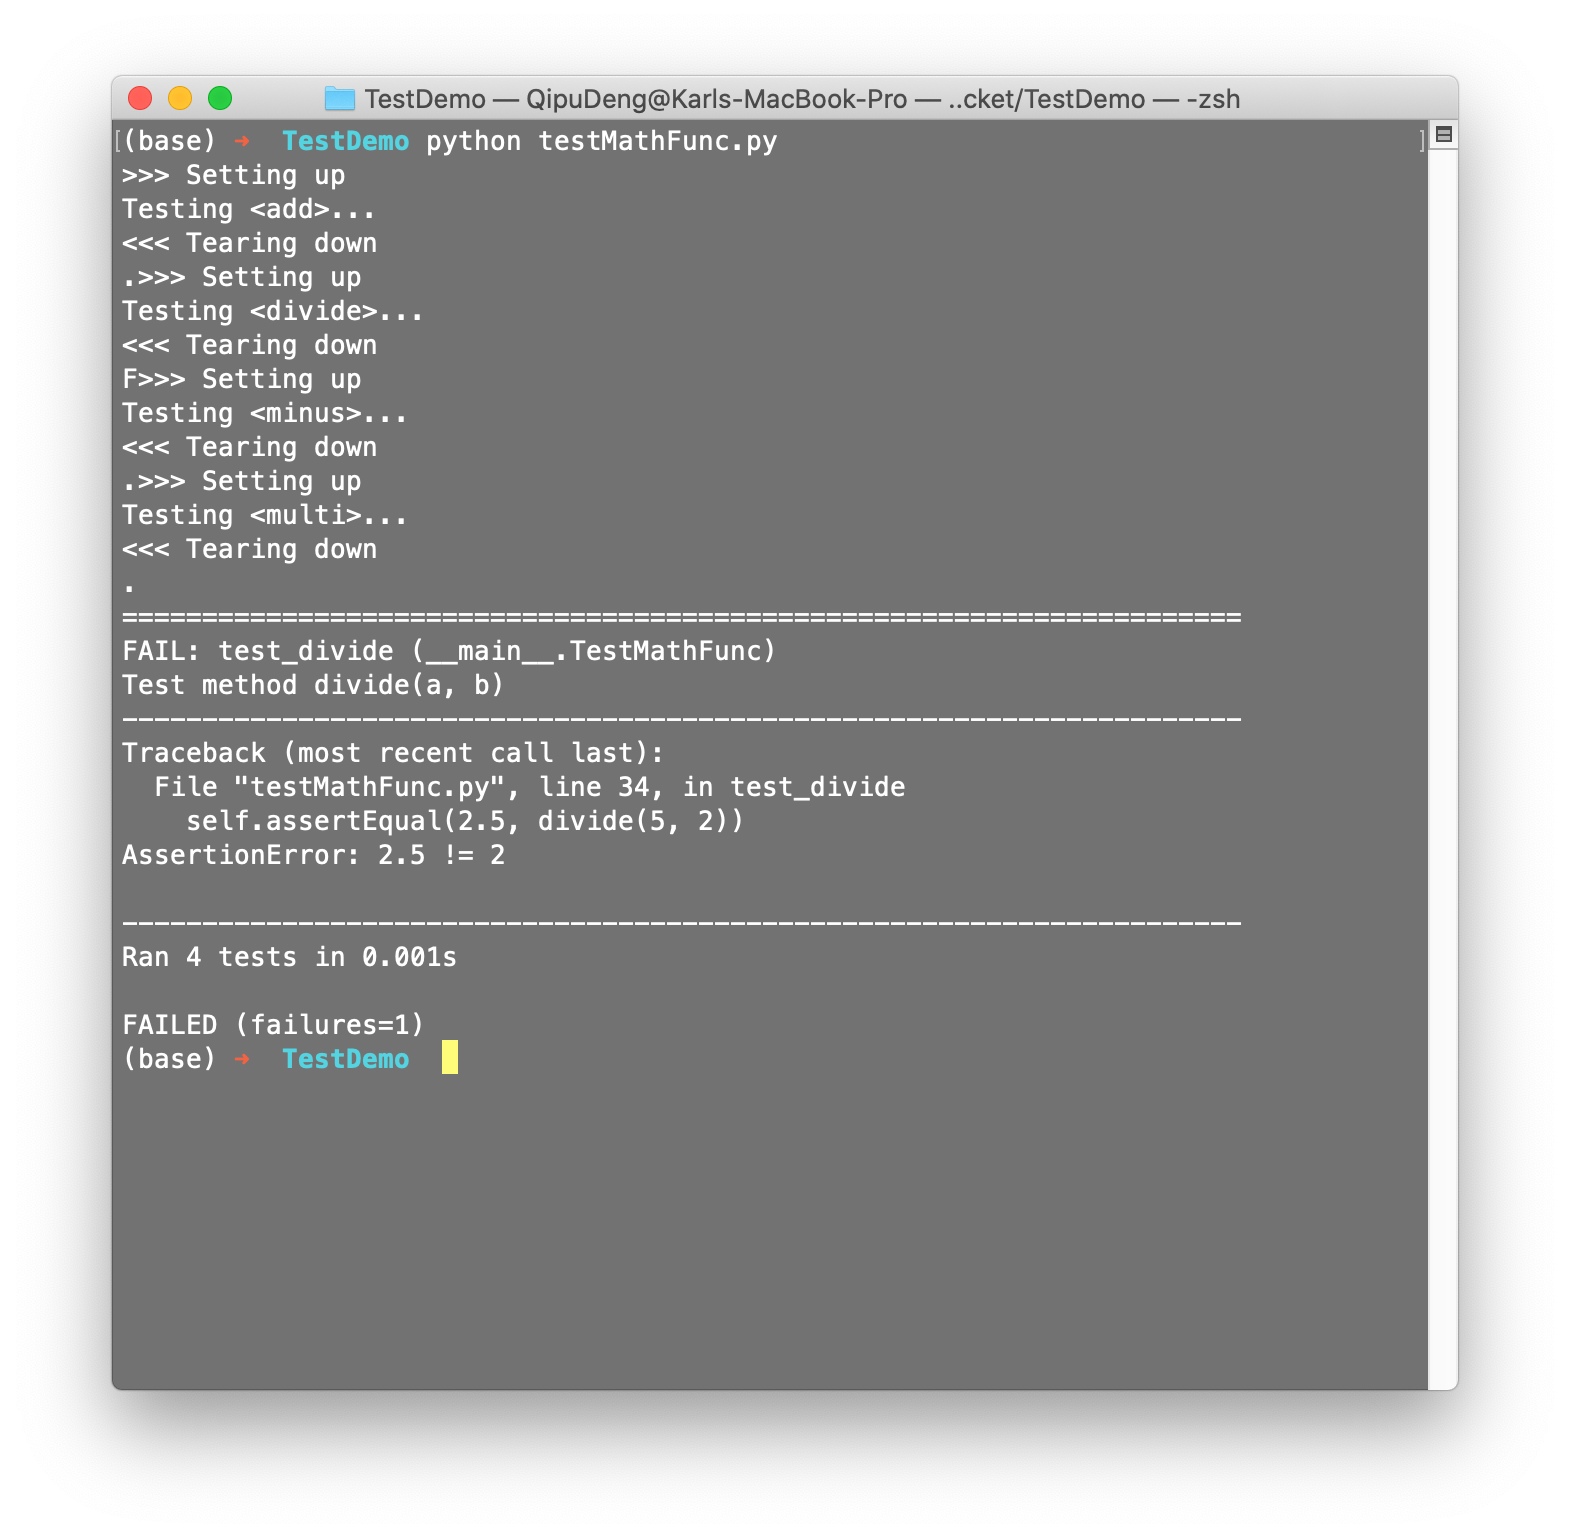 TestDemo — QipuDeng@Karls-MacBook-Pro — ..cket/TestDemo — -zsh
[(base) ➜  TestDemo python testMathFunc.py ]
>>> Setting up
Testing <add>...
<<< Tearing down
.>>> Setting up
Testing <divide>...
<<< Tearing down
F>>> Setting up
Testing <minus>...
<<< Tearing down
.>>> Setting up
Testing <multi>...
<<< Tearing down
.
======================================================================
FAIL: test_divide (__main__.TestMathFunc)
Test method divide(a, b)
----------------------------------------------------------------------
Traceback (most recent call last):
  File "testMathFunc.py", line 34, in test_divide
    self.assertEqual(2.5, divide(5, 2))
AssertionError: 2.5 != 2

----------------------------------------------------------------------
Ran 4 tests in 0.001s

FAILED (failures=1)
(base) ➜  TestDemo